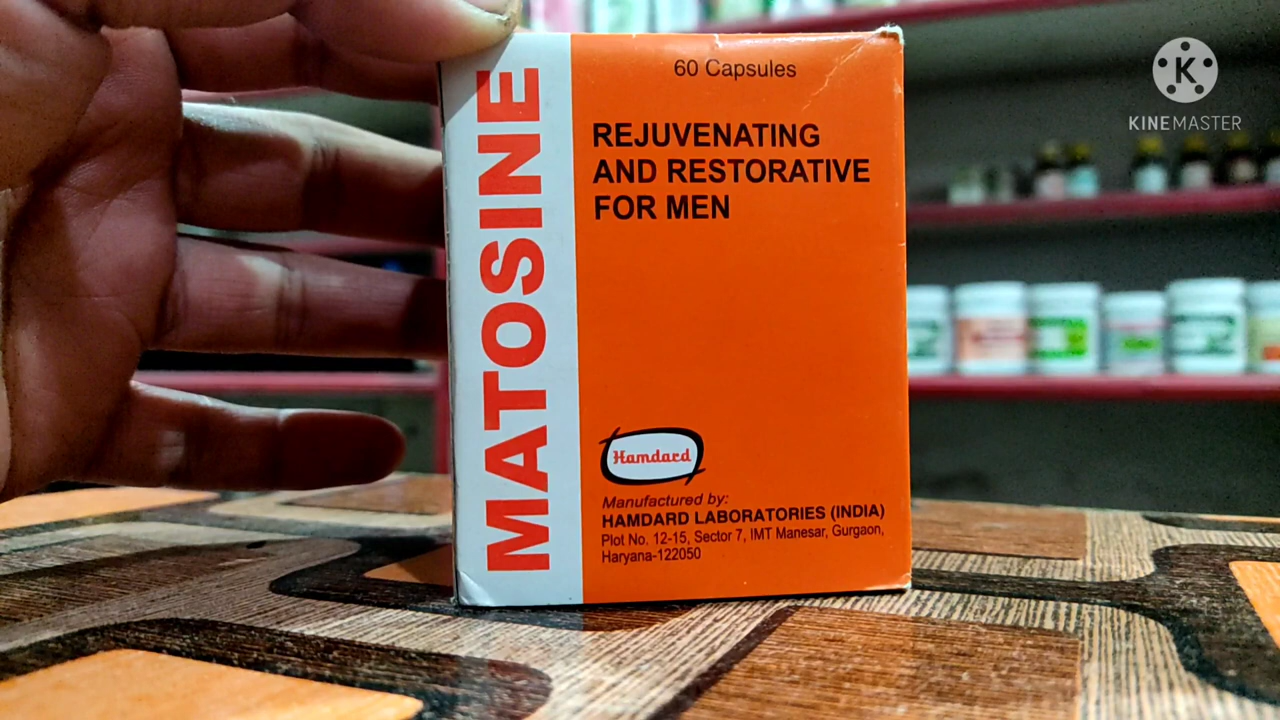 60 Capsules
MATOSINE
REJUVENATING
AND RESTORATIVE
FOR MEN
Hamdard
Manufactured by:
HAMDARD LABORATORIES (INDIA)
Plot No. 12-15, Sector 7, IMT Manesar, Gurgaon,
Haryana-122050
K
KINEMASTER